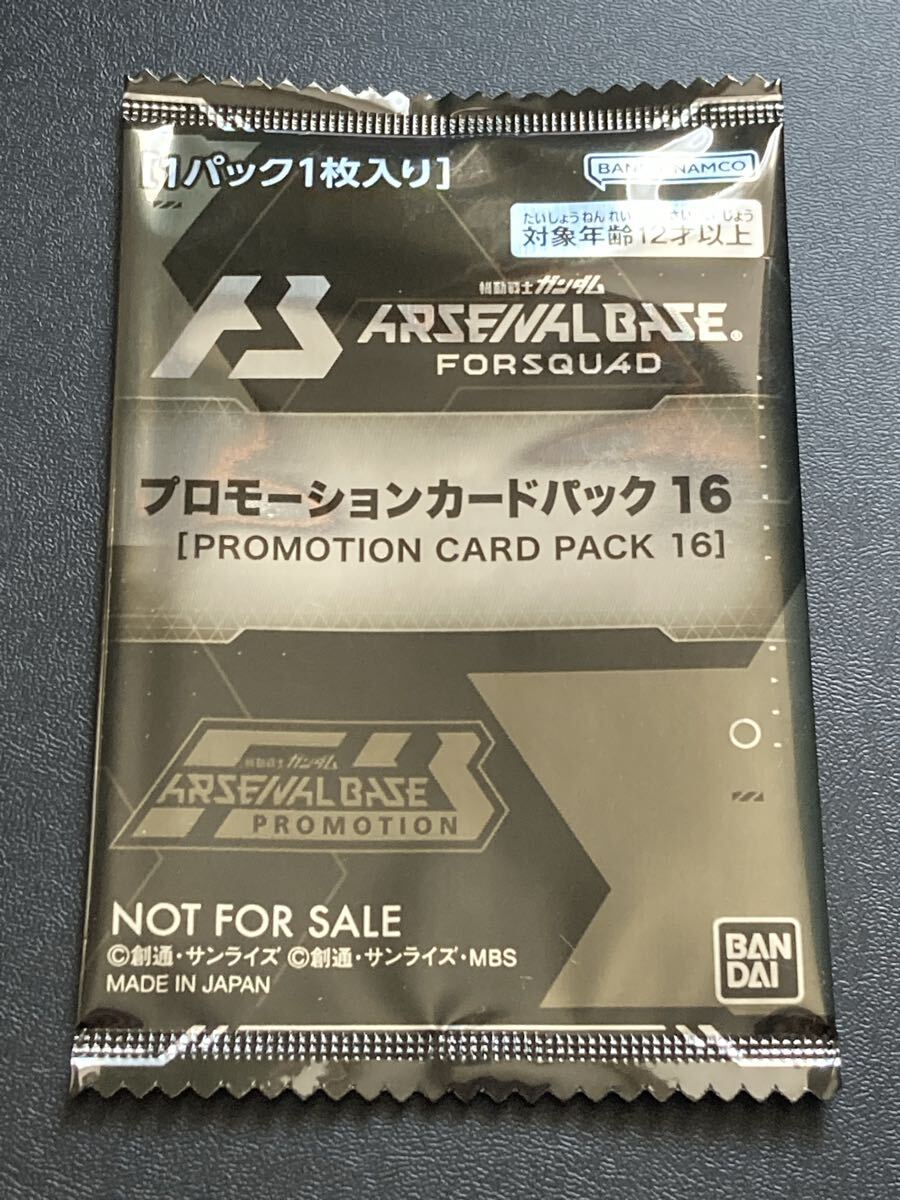 [1パック1枚入り]
BANDAI NAMCO
たいしょうねんれい さい いじょう
対象年齢12才以上
機動戦士ガンダム
ARSENAL BASE®
FORSQUAD
プロモーションカードパック 16
[PROMOTION CARD PACK 16]
機動戦士ガンダム
ARSENAL BASE
PROMOTION
NOT FOR SALE
©創通・サンライズ ©創通・サンライズ・MBS
MADE IN JAPAN
BAN
DAI